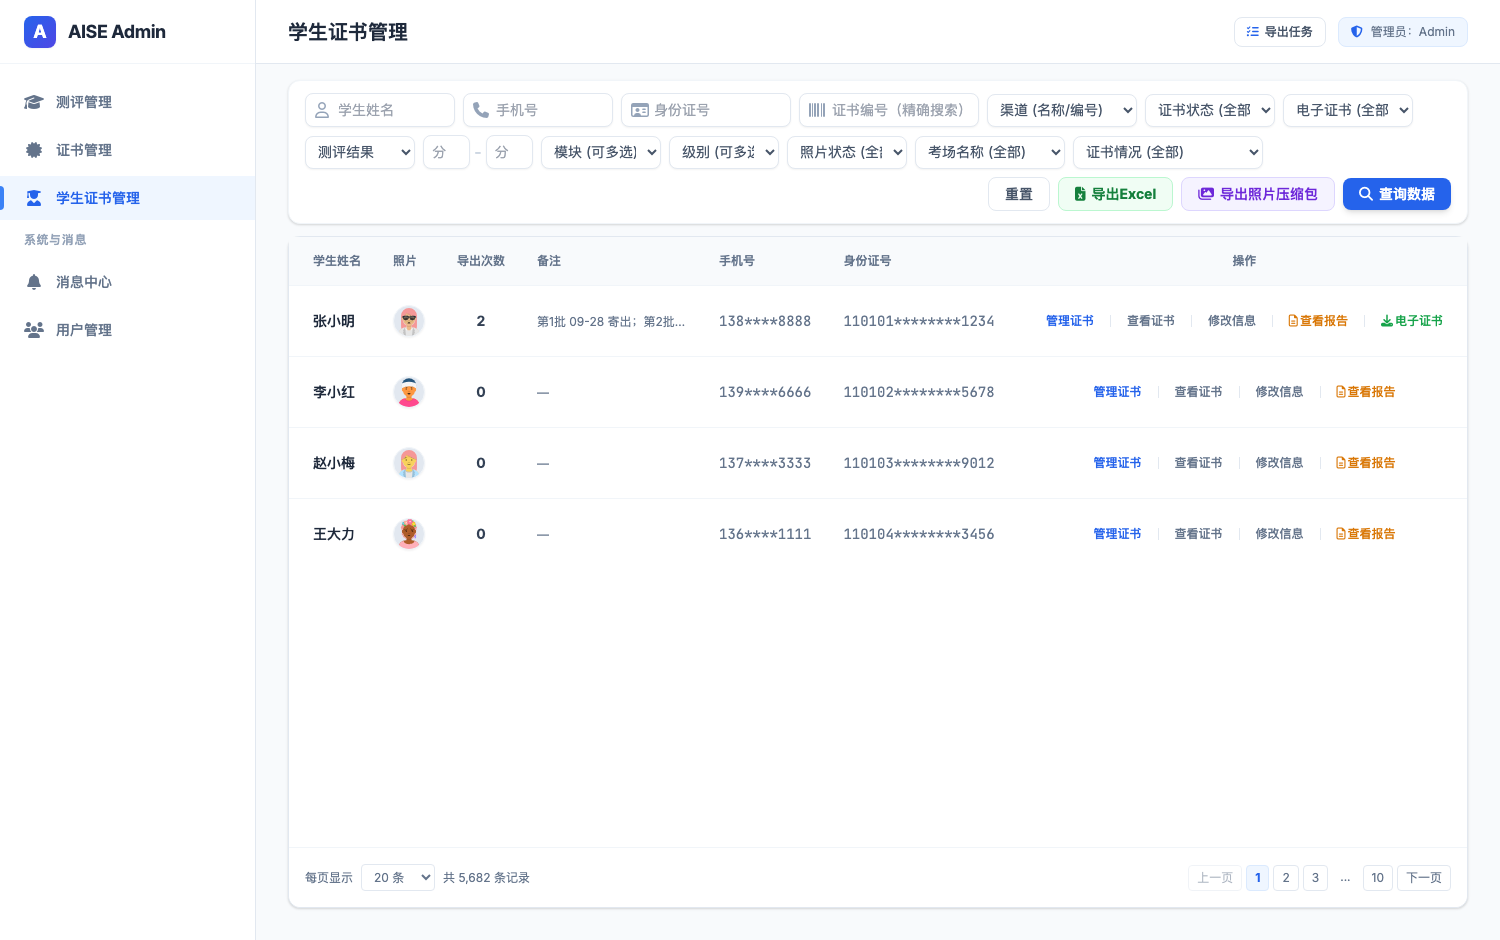 A AISE Admin
学生证书管理
导出任务
管理员：Admin
测评管理
证书管理
学生证书管理
系统与消息
消息中心
用户管理
学生姓名 手机号 身份证号 证书编号（精确搜索） 渠道 (名称/编号) 证书状态 (全部 电子证书 (全部
测评结果 分 - 分 模块 (可多选) 级别 (可多选 照片状态 (全部 考场名称 (全部) 证书情况 (全部)
重置 导出Excel 导出照片压缩包 查询数据
学生姓名 照片 导出次数 备注 手机号 身份证号 操作
张小明 2 第1批 09-28 寄出；第2批... 138****8888 110101********1234 管理证书 查看证书 修改信息 查看报告 电子证书
李小红 0 — 139****6666 110102********5678 管理证书 查看证书 修改信息 查看报告
赵小梅 0 — 137****3333 110103********9012 管理证书 查看证书 修改信息 查看报告
王大力 0 — 136****1111 110104********3456 管理证书 查看证书 修改信息 查看报告
每页显示 20 条 共 5,682 条记录 上一页 1 2 3 ... 10 下一页